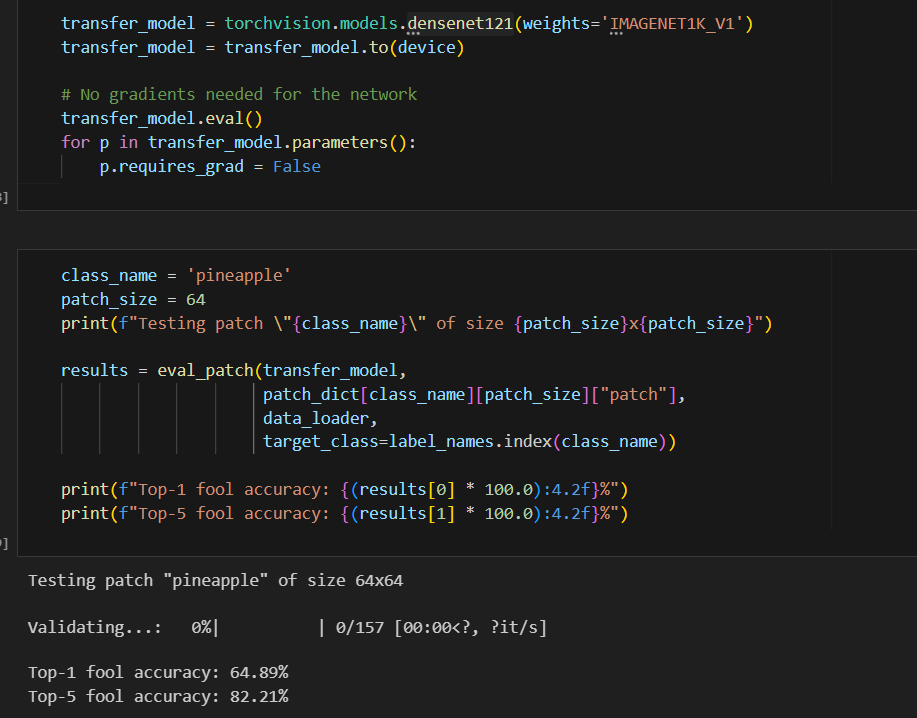 transfer_model = torchvision.models.densenet121(weights='IMAGENET1K_V1')
transfer_model = transfer_model.to(device)
# No gradients needed for the network
transfer_model.eval()
for p in transfer_model.parameters():
    p.requires_grad = False
]
class_name = 'pineapple'
patch_size = 64
print(f"Testing patch \"{class_name}\" of size {patch_size}x{patch_size}")
results = eval_patch(transfer_model,
                     patch_dict[class_name][patch_size]["patch"],
                     data_loader,
                     target_class=label_names.index(class_name))
print(f"Top-1 fool accuracy: {(results[0] * 100.0):4.2f}%")
print(f"Top-5 fool accuracy: {(results[1] * 100.0):4.2f}%")
]
Testing patch "pineapple" of size 64x64
Validating...:   0%|          | 0/157 [00:00<?, ?it/s]
Top-1 fool accuracy: 64.89%
Top-5 fool accuracy: 82.21%